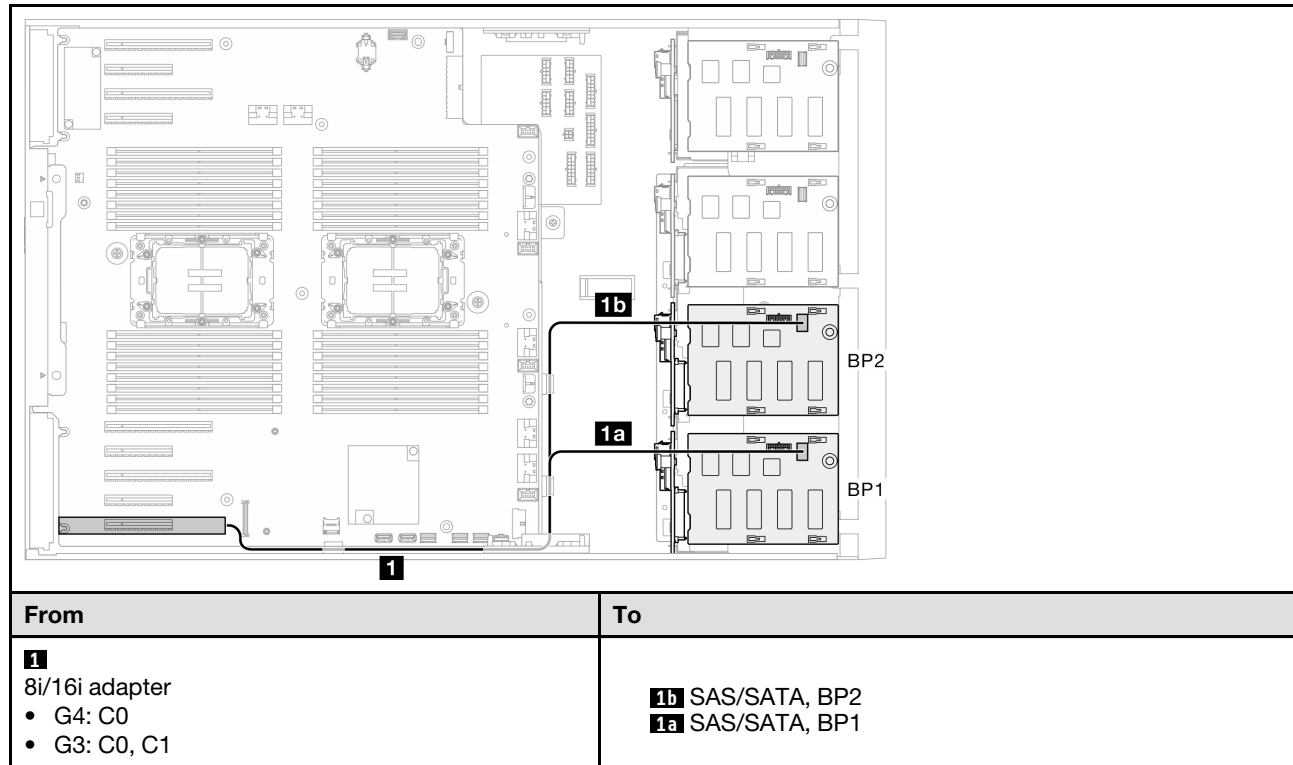 1b
BP2
1a
BP1
1
From
To
1
8i/16i adapter
• G4: C0
• G3: C0, C1
1b SAS/SATA, BP2
1a SAS/SATA, BP1